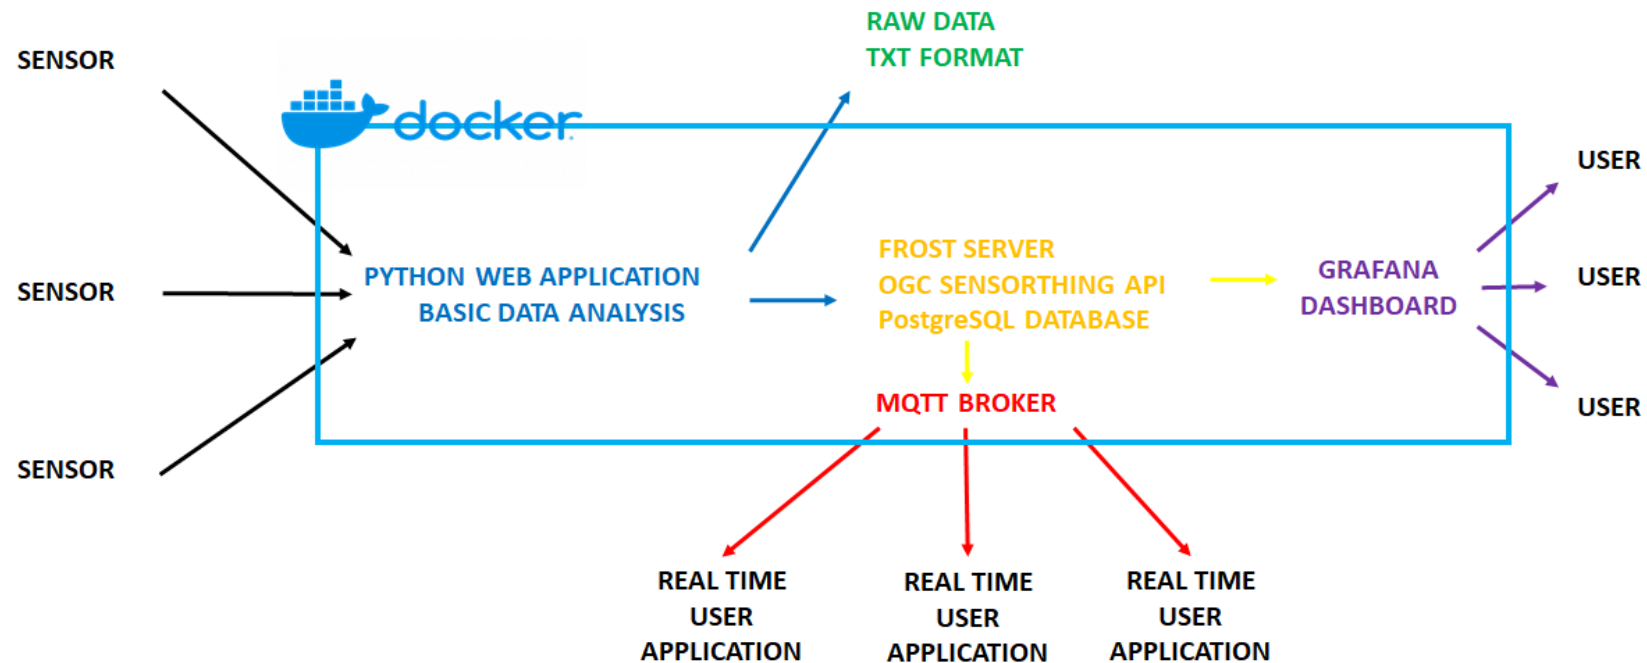 RAW DATA
TXT FORMAT
SENSOR
docker
USER
FROST SERVER
PYTHON WEB APPLICATION
BASIC DATA ANALYSIS
OGC SENSORTHING API
PostgreSQL DATABASE
GRAFANA
DASHBOARD
USER
SENSOR
MQTT BROKER
USER
SENSOR
REAL TIME
USER
APPLICATION
REAL TIME
USER
APPLICATION
REAL TIME
USER
APPLICATION